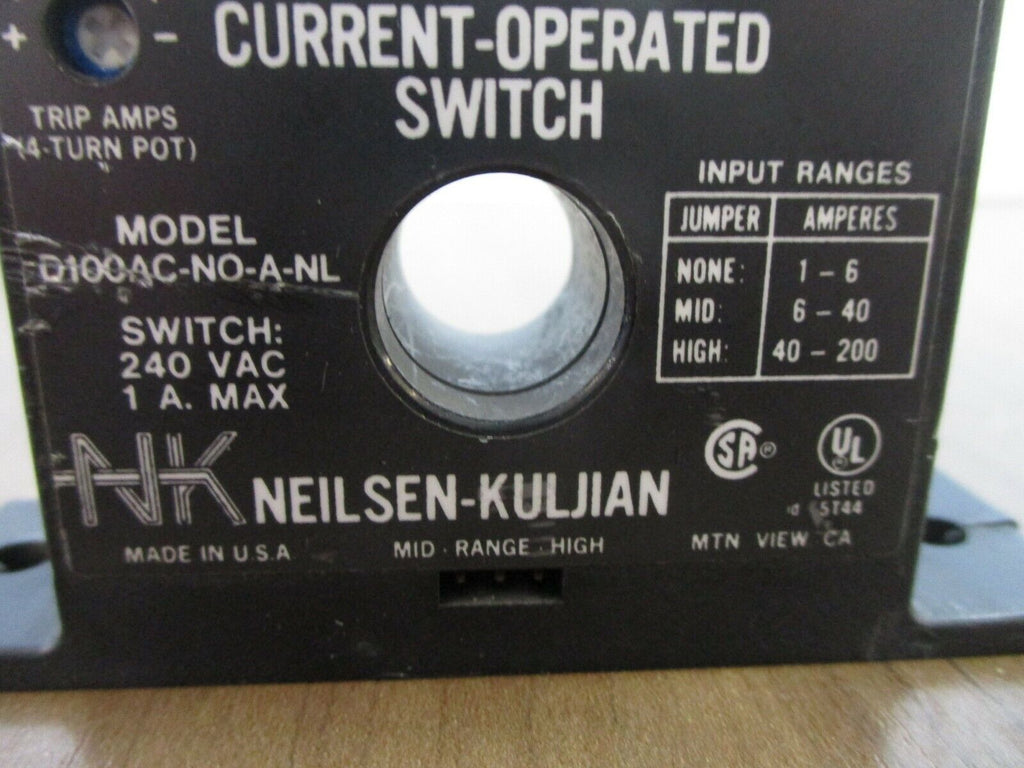 CURRENT-OPERATED
SWITCH
+ -
TRIP AMPS
(4-TURN POT)
MODEL
D100AC-NO-A-NL
SWITCH:
240 VAC
1 A. MAX
INPUT RANGES
JUMPER AMPERES
NONE: 1 - 6
MID: 6 - 40
HIGH: 40 - 200
SA ®
UL
LISTED
5T44
NK NEILSEN-KULJIAN
MADE IN U.S.A
MID · RANGE · HIGH
MTN VIEW CA